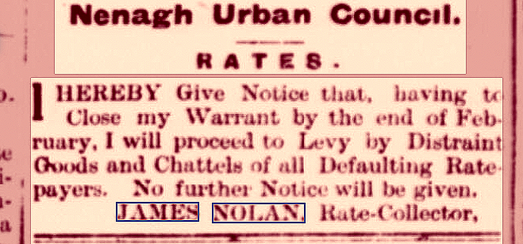 Nenagh Urban Council.
RATES.
I HEREBY Give Notice that, having to
Close my Warrant by the end of Feb-
ruary, I will proceed to Levy by Distraint
Goods and Chattels of all Defaulting Rate-
payers. No further Notice will be given.
JAMES NOLAN, Rate-Collector,